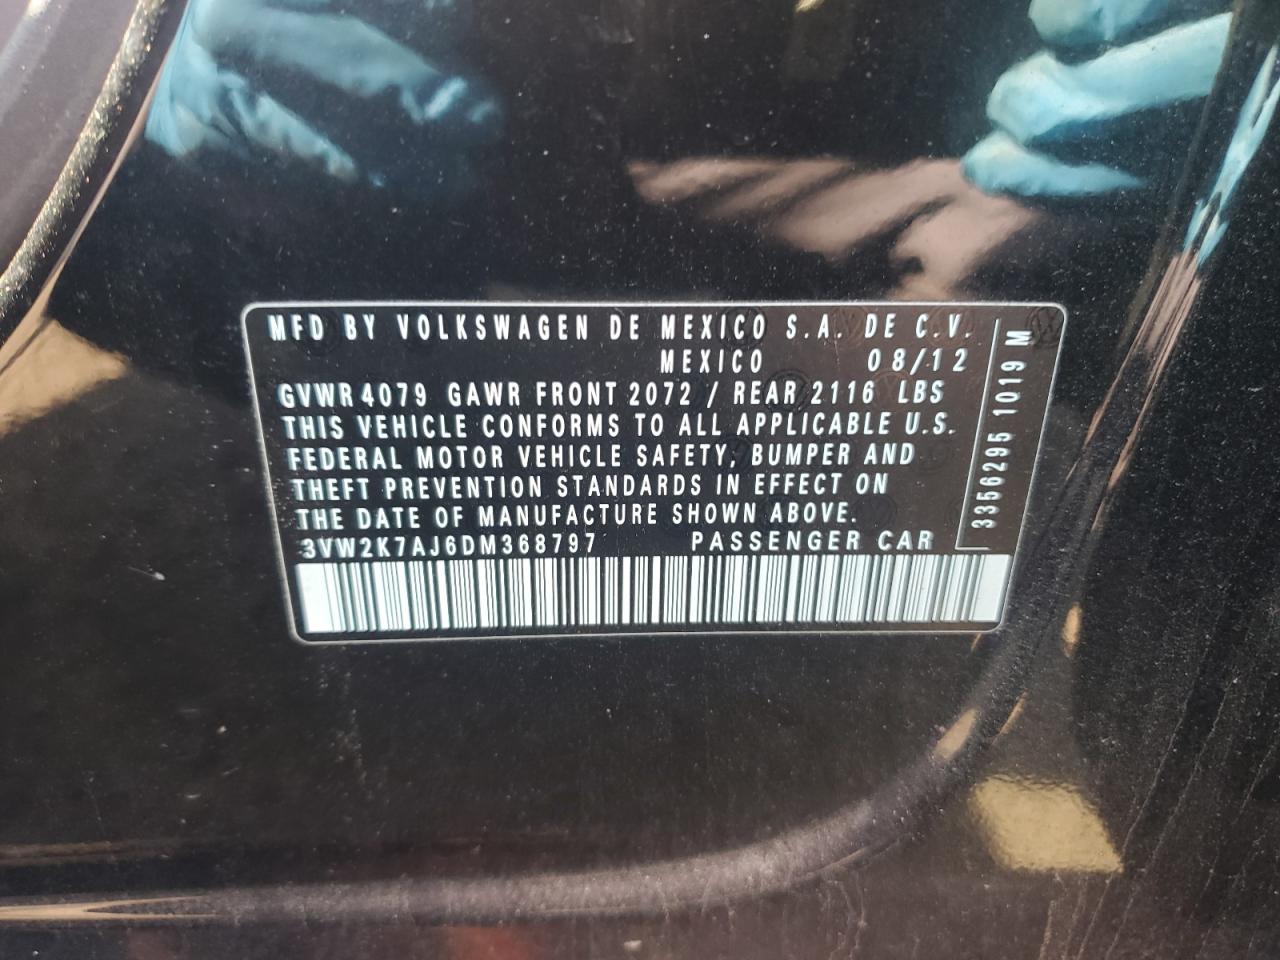 MFD BY VOLKSWAGEN DE MEXICO S.A. DE C.V.
MEXICO 08/12
GVWR 4079 GAWR FRONT 2072 / REAR 2116 LBS
THIS VEHICLE CONFORMS TO ALL APPLICABLE U.S.
FEDERAL MOTOR VEHICLE SAFETY, BUMPER AND
THEFT PREVENTION STANDARDS IN EFFECT ON
THE DATE OF MANUFACTURE SHOWN ABOVE.
3VW2K7AJ6DM368797 PASSENGER CAR
3356295 1019 M